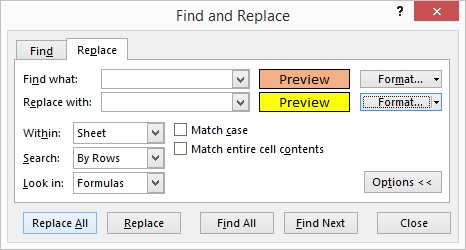 Find and Replace ?
Find Replace
Find what: Preview Format...
Replace with: Preview Format...
Within: Sheet Match case
Search: By Rows Match entire cell contents
Look in: Formulas Options <<
Replace All Replace Find All Find Next Close